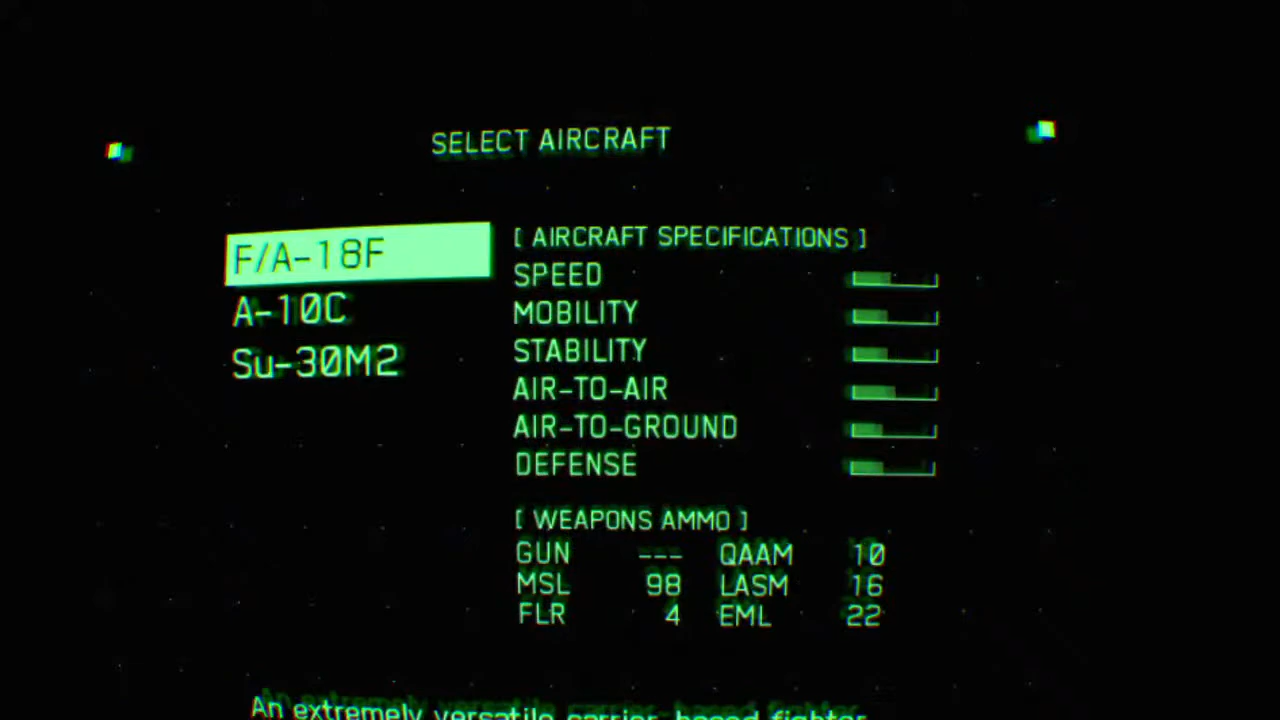 SELECT AIRCRAFT
F/A-18F
A-10C
Su-30M2
[ AIRCRAFT SPECIFICATIONS ]
SPEED
MOBILITY
STABILITY
AIR-TO-AIR
AIR-TO-GROUND
DEFENSE
[ WEAPONS AMMO ]
GUN --- QAAM 10
MSL 98 LASM 16
FLR 4 EML 22
An extremely versatile carrier-based fighter